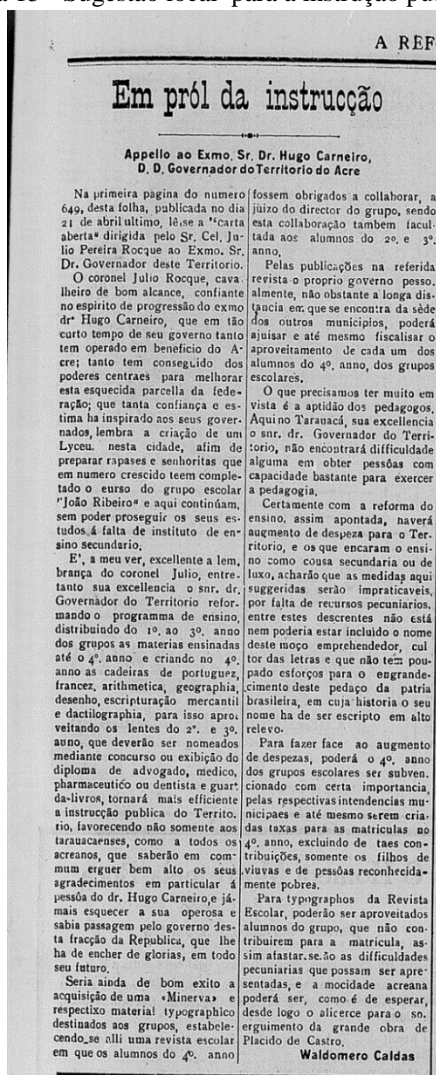 A REF
Em pról da instrucção
Appello ao Exmo. Sr. Dr. Hugo Carneiro,
D. D. Governador do Territorio do Acre
Na primeira pagina do numero
649, desta folha, publicada no dia
21 de abril ultimo, lê-se a "carta
aberta" dirigida pelo Sr. Cel. Ju-
lio Pereira Rocque ao Exmo. Sr.
Dr. Governador deste Territorio.
O coronel Julio Rocque, cava
lheiro de bom alcance, confiante
no espirito de progressão do exmo
drº Hugo Carneiro, que em tão
curto tempo de seu governo tanto
tem operado em beneficio do A-
cre; tanto tem conseguido dos
poderes centraes para melhorar
esta esquecida parcella da fede-
ração; que tanta confiança e es-
tima ha inspirado aos seus gover-
nados, lembra a criação de um
Lyceu. nesta cidade, afim de
preparar rapases e senhoritas que
em numero crescido teem comple-
tado o eurso do grupo escolar
"João Ribeiro" e aqui continúam,
sem poder proseguir os seus es-
tudos á falta de instituto de en-
sino secundario.
E', a meu ver, excellente a lem,
brança do coronel Julio, entre-
tanto sua excellencia o snr. dr.
Governador do Territorio refor-
mando o programma de ensino,
distribuindo do 1º. ao 3º. anno
dos grupos as materias ensinadas
até o 4º. anno e criando no 4º.
anno as cadeiras de portuguez,
francez, arithmetica, geographia,
desenho, escripturação mercantil
e dactilographia, para isso apro.
veitando os lentes do 2º. e 3º.
anno, que deverão ser nomeados
mediante concurso ou exibição do
diploma de advogado, medico,
pharmaceutico ou dentista e guar.
da-livros, tornará mais efficiente
a instrucção publica do Territo.
rio, favorecendo não somente aos
tarauacaenses, como a todos os
acreanos, que saberão em com-
mum erguer bem alto os seus
agradecimentos em particular á
pessôa do dr. Hugo Carneiro,e já-
mais esquecer a sua operosa e
sabia passagem pelo governo des-
ta fracção da Republica, que lhe
ha de encher de glorias, em todo
seu futuro.
Seria ainda de bom exito a
acquisição de uma «Minerva» e
respectixo material typographico
destinados aos grupos, estabele-
cendo_se alli uma revista escolar
em que os alumnos do 4º. anno
fossem obrigados a collaborar, a
juizo do director do grupo, sendo
esta collaboração tambem facul-
tada aos alumnos do 2º. e 3º.
anno,
Pelas publicações na referida
revista o proprio governo pesso.
almente, não obstante a longa dis-
tancia em que se encontra da sède
dos outros municipios, poderá
ajuisar e até mesmo fiscalisar o
aproveitamento de cada um dos
alumnos do 4º. anno, dos grupos
escolares.
O que precisamos ter muito em
vista é a aptidão dos pedagogos.
Aqui no Tarauacá, sua excellencia
o snr. dr. Governador do Terri-
torio, não encontrará difficuldade
alguma em obter pessôas com
capacidade bastante para exercer
a pedagogia.
Certamente com a reforma do
ensino, assim apontada, haverá
augmento de despeza para o Ter-
ritorio, e os que encaram o ensi-
no como cousa secundaria ou de
luxo, acharão que as medidas aqui
suggeridas serão impraticaveis,
por falta de recursos pecuniarios.
entre estes descrentes não está
nem poderia estar incluido o nome
deste moço emprehendedor, cul
tor das letras e que não tem pou-
pado esforços para o engrande-
cimento deste pedaço da patria
brasileira, em cuja historia o seu
nome ha de ser escripto em alto
relevo.
Para fazer face ao augmento
de despezas, poderá o 4º. anno
dos grupos escolares ser subven.
cionado com certa importancia,
pelas respectivas intendencias mu-
nicipaes e até mesmo serem cria-
das taxas para as matriculas no
4º. anno, excluindo de taes con-
tribuições, somente os filhos de
viuvas e de pessôas reconhecida-
mente pobres.
Para typographos da Revista
Escolar, poderão ser aproveitados
alumnos do grupo, que não con-
tribuirem para a matricula, as-
sim afastar.se.ão as difficuldades
pecuniarias que possam ser apre-
sentadas, e a mocidade acreana
poderá ser, como é de esperar,
desde logo o alicerce para o so.
erguimento da grande obra de
Placido de Castro.
Waldomero Caldas